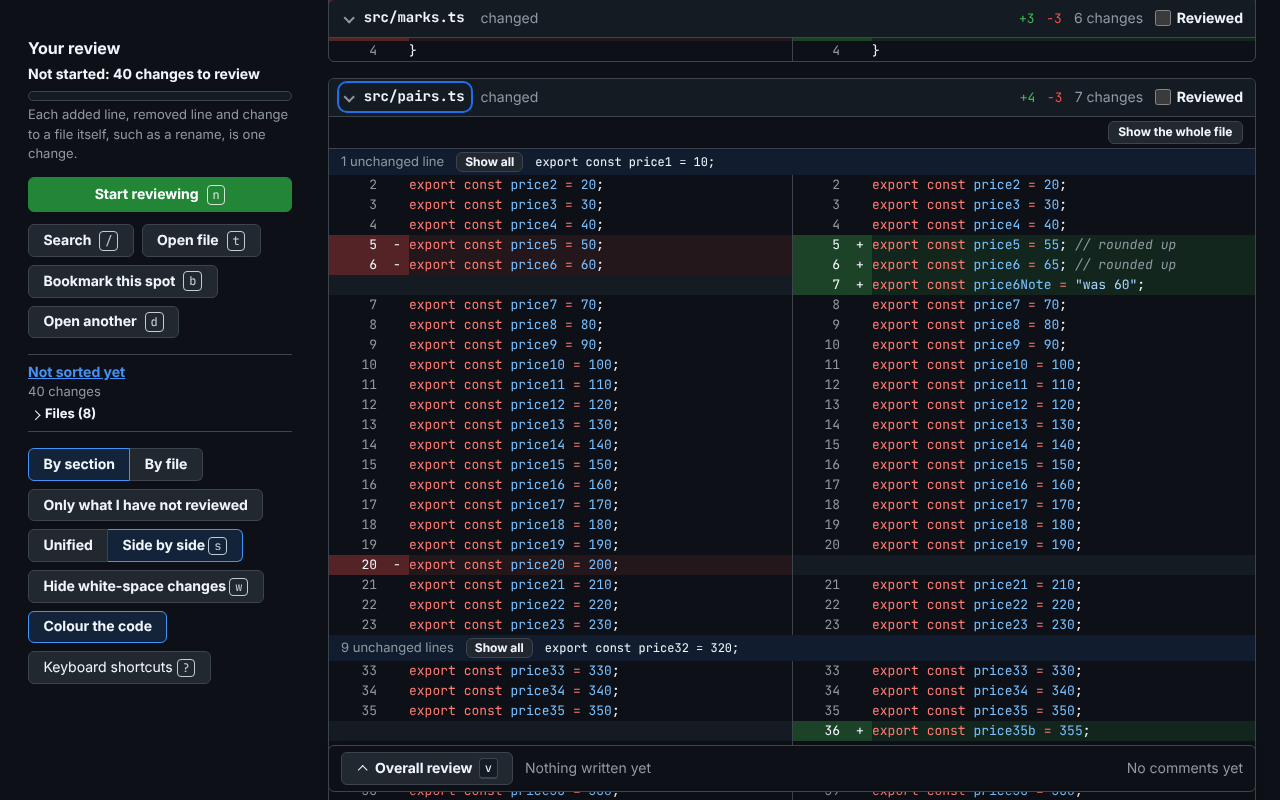 Your review
Not started: 40 changes to review
Each added line, removed line and change
to a file itself, such as a rename, is one
change.
Start reviewing n
Search / Open file t
Bookmark this spot b
Open another d
Not sorted yet
40 changes
Files (8)
By section By file
Only what I have not reviewed
Unified Side by side s
Hide white-space changes w
Colour the code
Keyboard shortcuts ?
src/marks.ts changed +3 -3 6 changes Reviewed
4 } 4 }
src/pairs.ts changed +4 -3 7 changes Reviewed
Show the whole file
1 unchanged line Show all export const price1 = 10;
2 export const price2 = 20; 2 export const price2 = 20;
3 export const price3 = 30; 3 export const price3 = 30;
4 export const price4 = 40; 4 export const price4 = 40;
5 - export const price5 = 50; 5 + export const price5 = 55; // rounded up
6 - export const price6 = 60; 6 + export const price6 = 65; // rounded up
7 + export const price6Note = "was 60";
7 export const price7 = 70; 8 export const price7 = 70;
8 export const price8 = 80; 9 export const price8 = 80;
9 export const price9 = 90; 10 export const price9 = 90;
10 export const price10 = 100; 11 export const price10 = 100;
11 export const price11 = 110; 12 export const price11 = 110;
12 export const price12 = 120; 13 export const price12 = 120;
13 export const price13 = 130; 14 export const price13 = 130;
14 export const price14 = 140; 15 export const price14 = 140;
15 export const price15 = 150; 16 export const price15 = 150;
16 export const price16 = 160; 17 export const price16 = 160;
17 export const price17 = 170; 18 export const price17 = 170;
18 export const price18 = 180; 19 export const price18 = 180;
19 export const price19 = 190; 20 export const price19 = 190;
20 - export const price20 = 200;
21 export const price21 = 210; 21 export const price21 = 210;
22 export const price22 = 220; 22 export const price22 = 220;
23 export const price23 = 230; 23 export const price23 = 230;
9 unchanged lines Show all export const price32 = 320;
33 export const price33 = 330; 33 export const price33 = 330;
34 export const price34 = 340; 34 export const price34 = 340;
35 export const price35 = 350; 35 export const price35 = 350;
36 + export const price35b = 355;
Overall review v Nothing written yet No comments yet